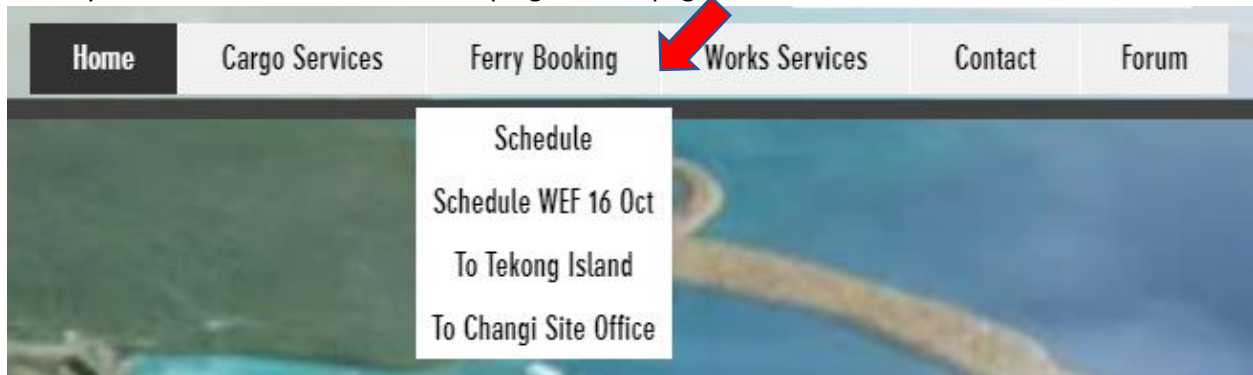 Home Cargo Services Ferry Booking Works Services Contact Forum
Schedule
Schedule WEF 16 Oct
To Tekong Island
To Changi Site Office